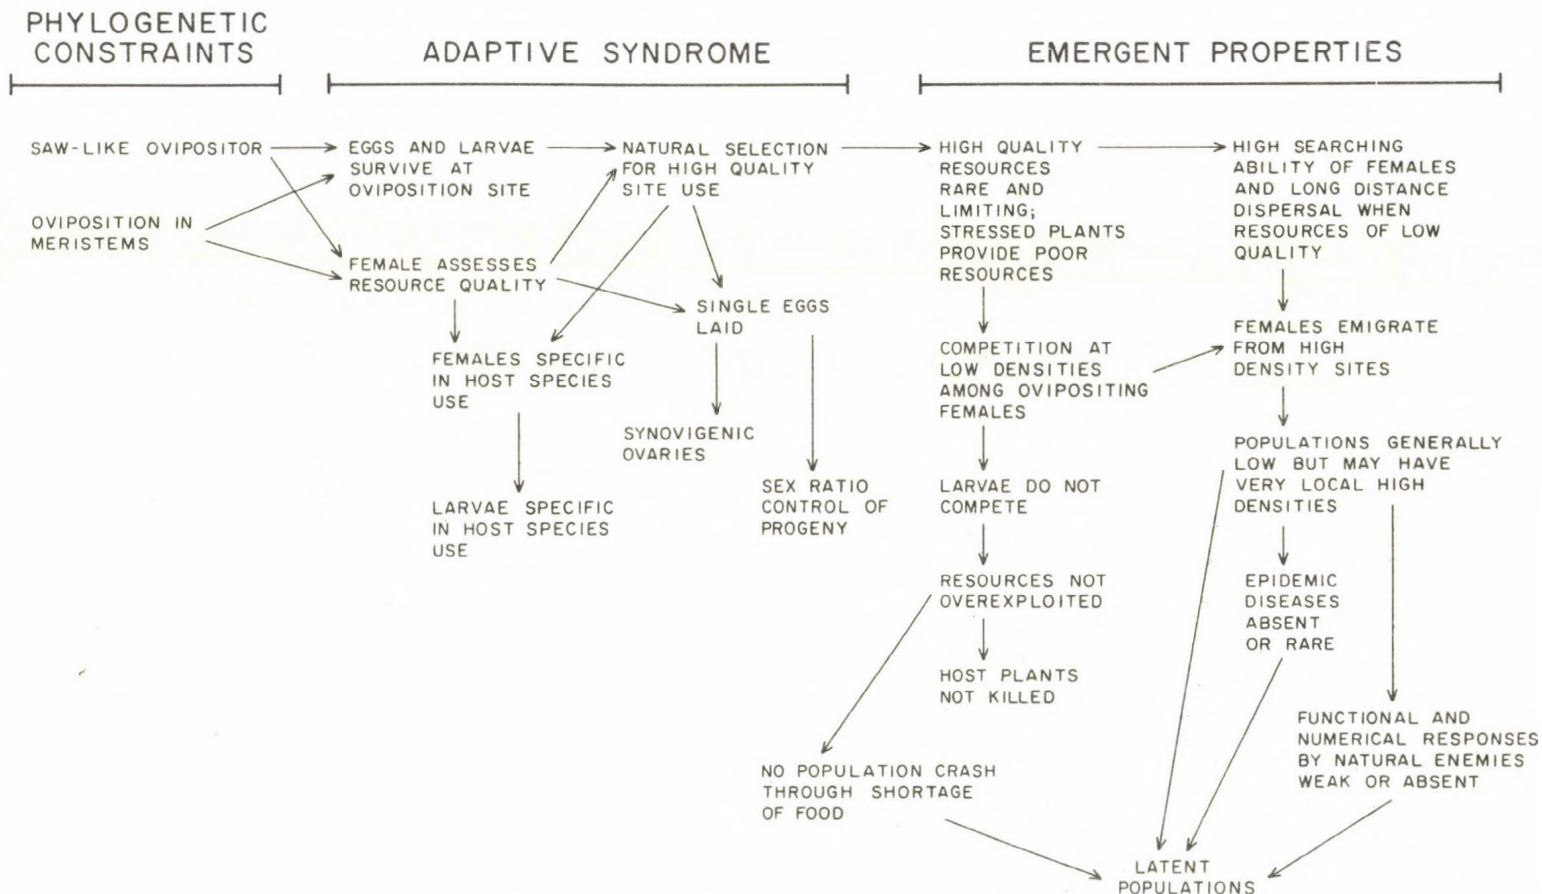 PHYLOGENETIC
CONSTRAINTS
ADAPTIVE SYNDROME
EMERGENT PROPERTIES
SAW-LIKE OVIPOSITOR
OVIPOSITION IN
MERISTEMS
EGGS AND LARVAE
SURVIVE AT
OVIPOSITION SITE
FEMALE ASSESSES
RESOURCE QUALITY
FEMALES SPECIFIC
IN HOST SPECIES
USE
LARVAE SPECIFIC
IN HOST SPECIES
USE
NATURAL SELECTION
FOR HIGH QUALITY
SITE USE
SINGLE EGGS
LAID
SYNOVIGENIC
OVARIES
SEX RATIO
CONTROL OF
PROGENY
HIGH QUALITY
RESOURCES
RARE AND
LIMITING;
STRESSED PLANTS
PROVIDE POOR
RESOURCES
COMPETITION AT
LOW DENSITIES
AMONG OVIPOSITING
FEMALES
LARVAE DO NOT
COMPETE
RESOURCES NOT
OVEREXPLOITED
HOST PLANTS
NOT KILLED
NO POPULATION CRASH
THROUGH SHORTAGE
OF FOOD
HIGH SEARCHING
ABILITY OF FEMALES
AND LONG DISTANCE
DISPERSAL WHEN
RESOURCES OF LOW
QUALITY
FEMALES EMIGRATE
FROM HIGH
DENSITY SITES
POPULATIONS GENERALLY
LOW BUT MAY HAVE
VERY LOCAL HIGH
DENSITIES
EPIDEMIC
DISEASES
ABSENT
OR RARE
FUNCTIONAL AND
NUMERICAL RESPONSES
BY NATURAL ENEMIES
WEAK OR ABSENT
LATENT
POPULATIONS